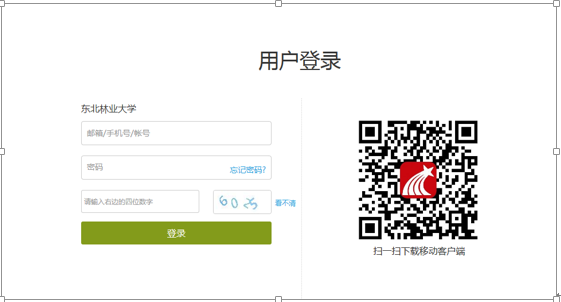 用户登录
东北林业大学
邮箱/手机号/帐号
密码
忘记密码?
请输入右边的四位数字
看不清
登录
扫一扫下载移动客户端